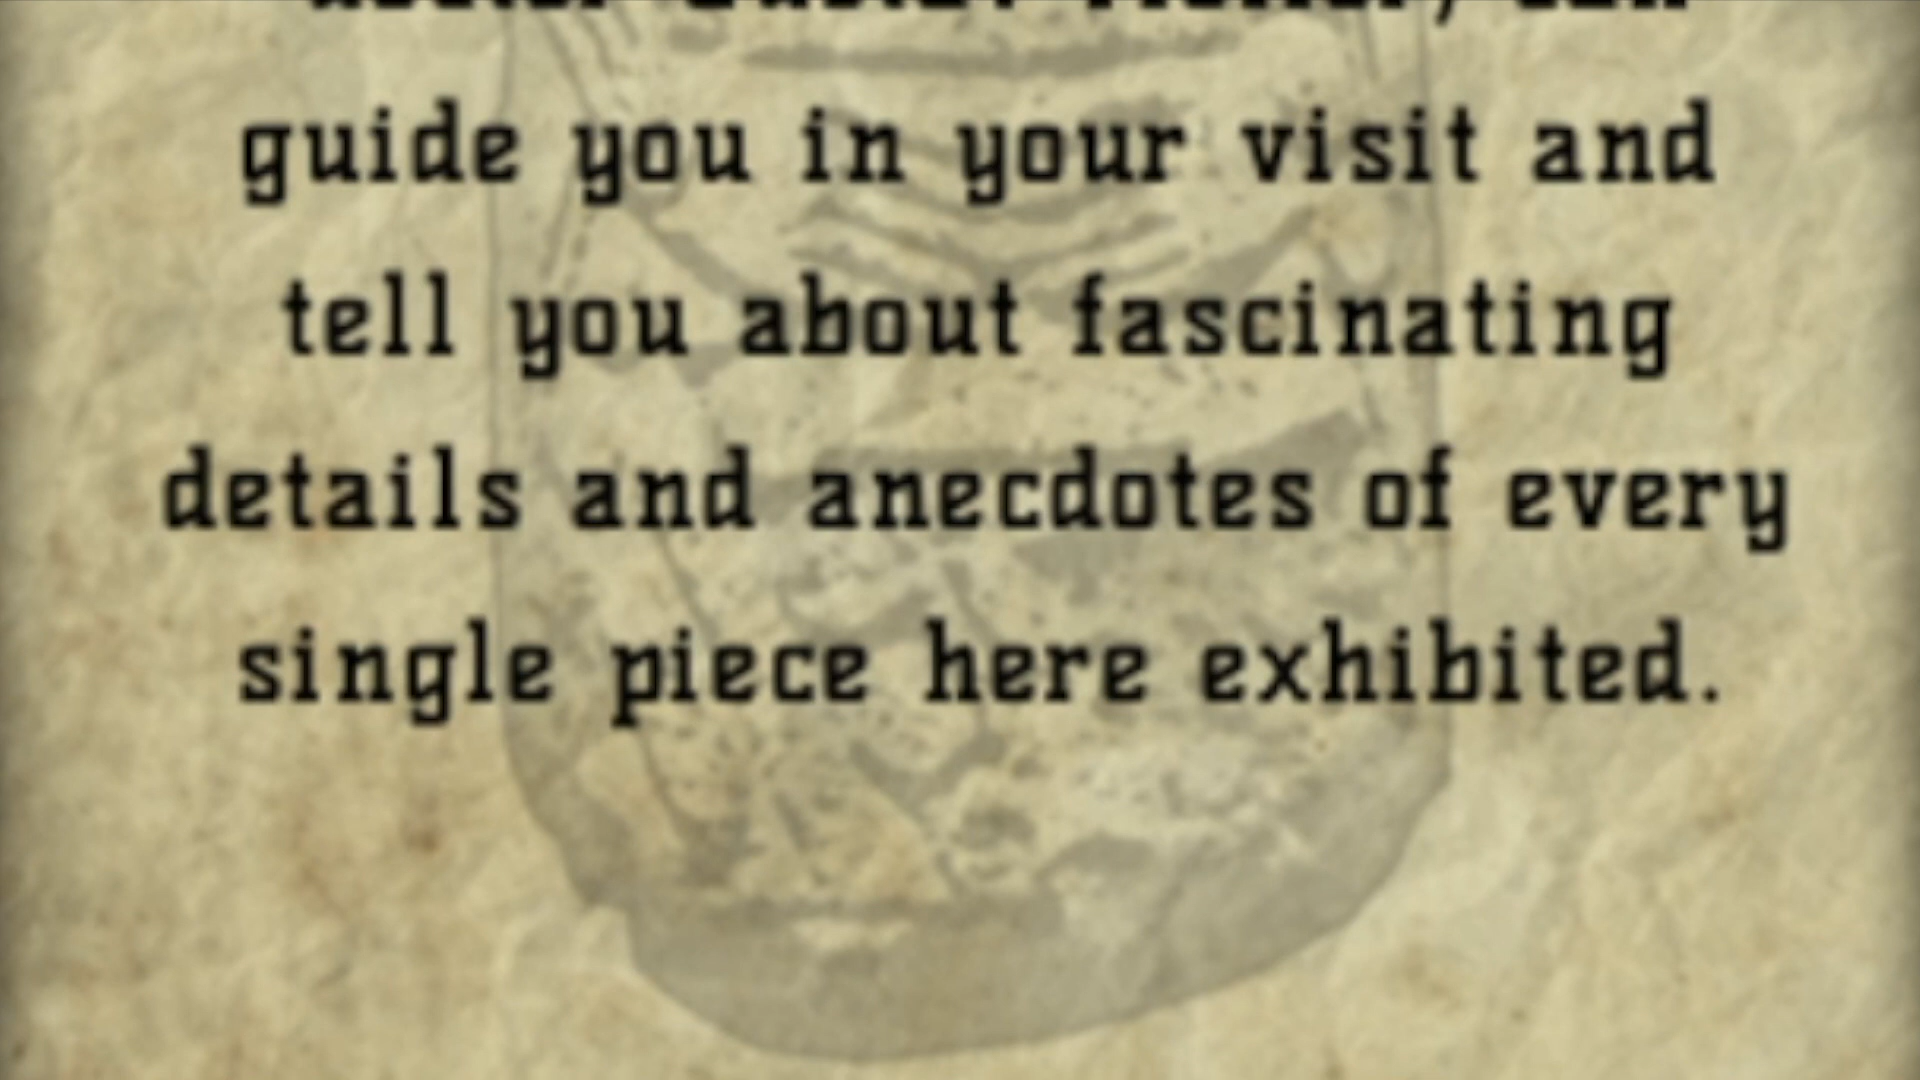 guide you in your visit and
tell you about fascinating
details and anecdotes of every
single piece here exhibited.